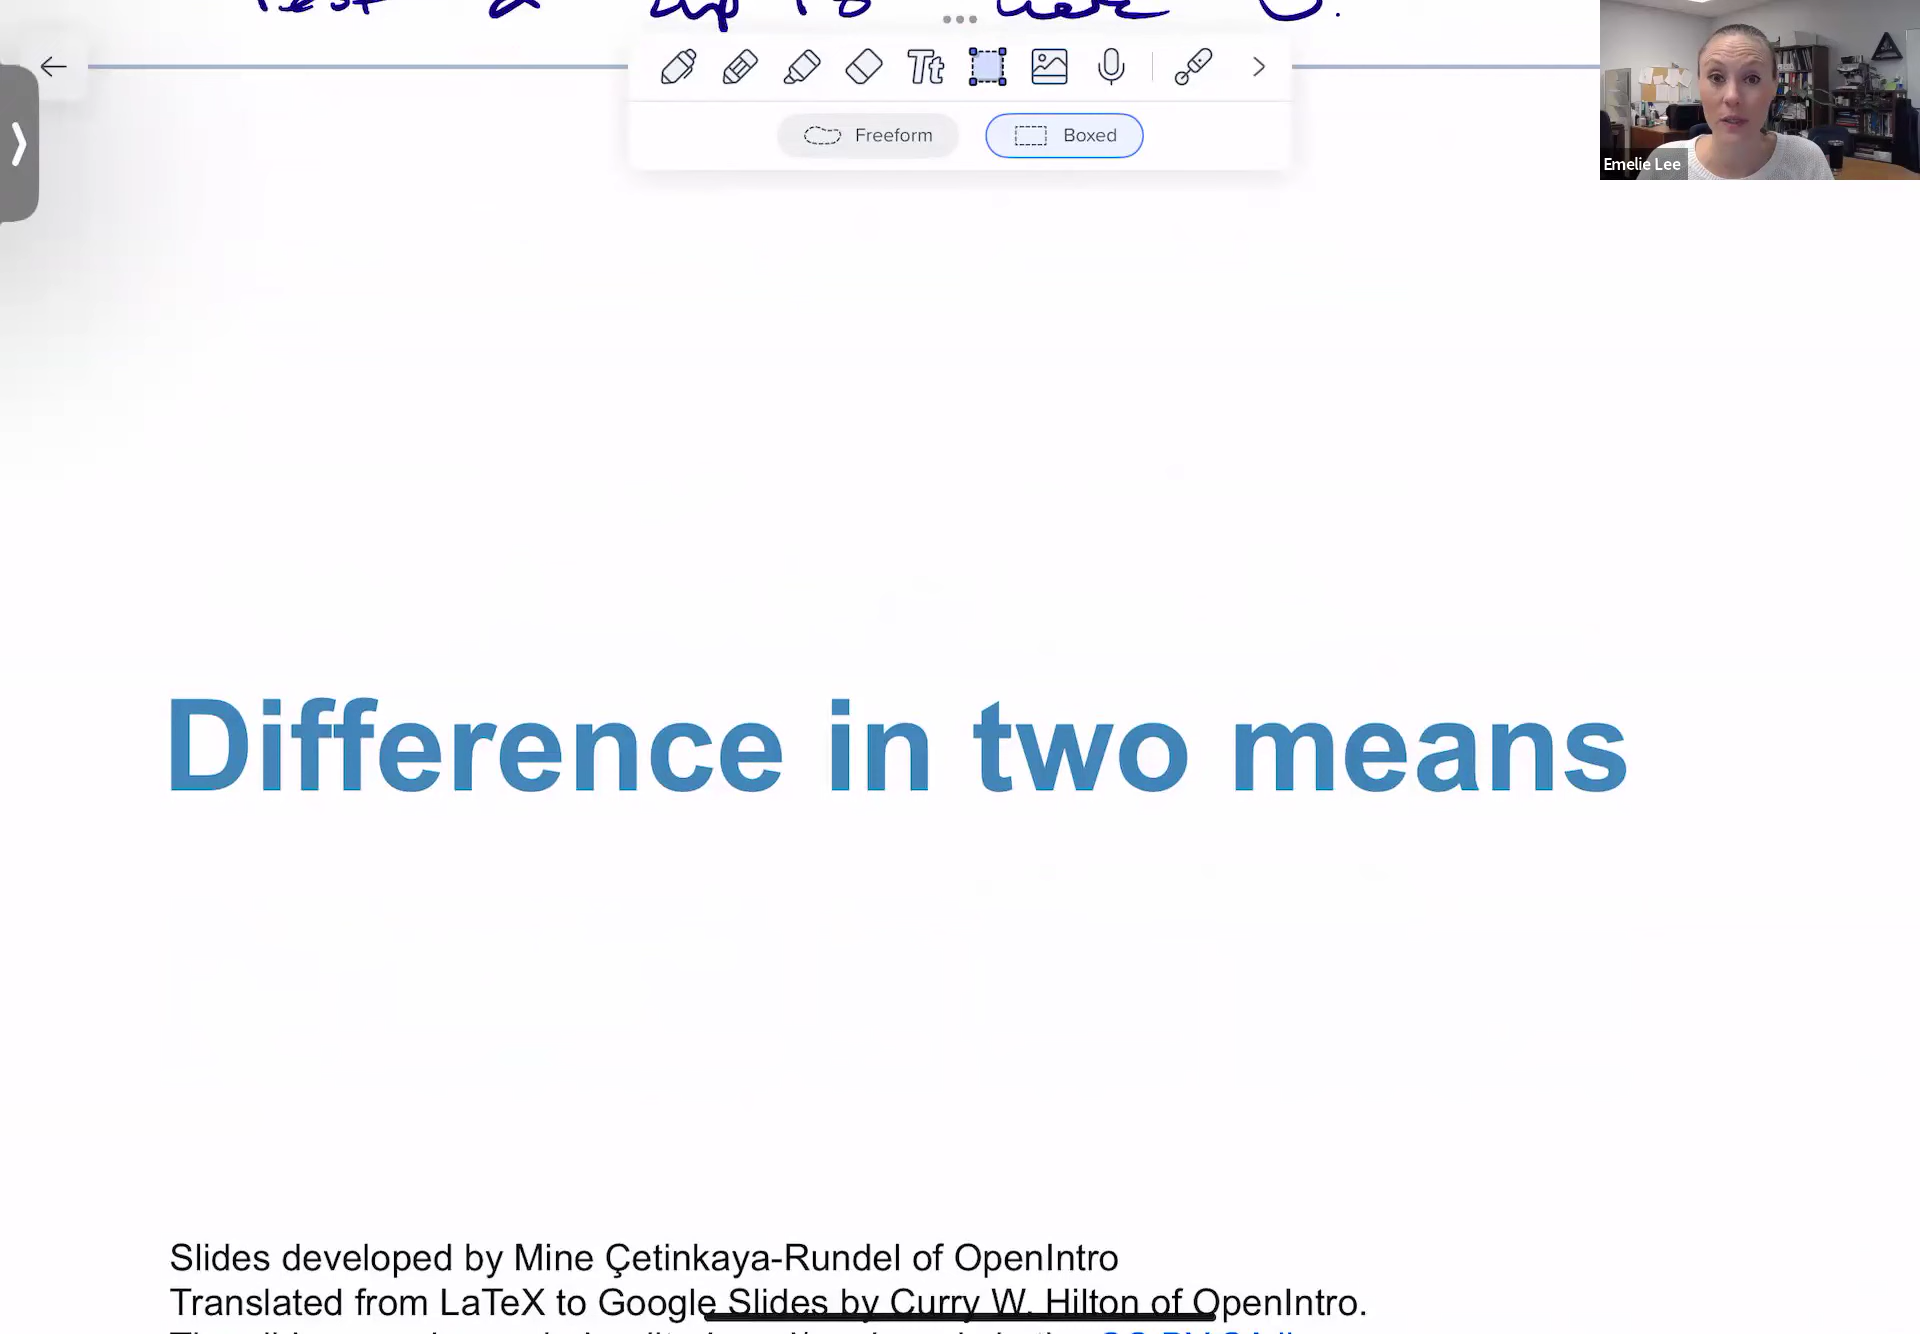 Freeform Boxed
Emelie Lee
Difference in two means
Slides developed by Mine Çetinkaya-Rundel of OpenIntro
Translated from LaTeX to Google Slides by Curry W. Hilton of OpenIntro.